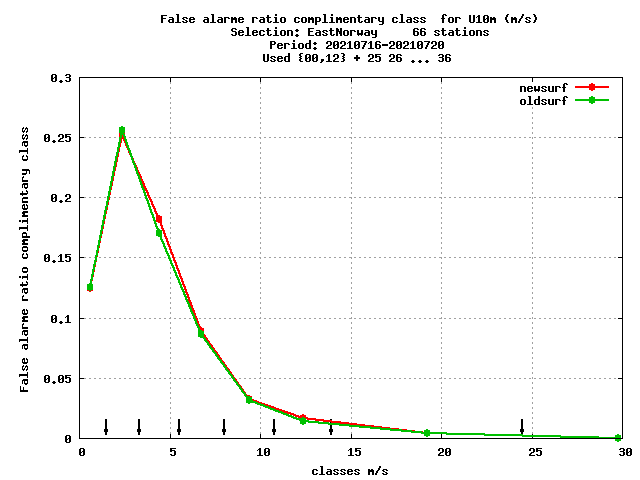 False alarme ratio complimentary class  for U10m (m/s)
Selection: EastNorway     66 stations
Period: 20210716-20210720
Used {00,12} + 25 26 ... 36
newsurf
oldsurf
0.3
0.25
0.2
0.15
0.1
0.05
0
False alarme ratio complimentary class
0 5 10 15 20 25 30
classes m/s